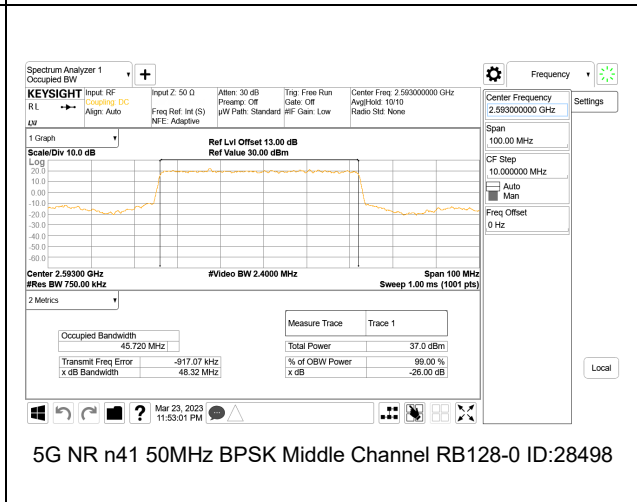 Spectrum Analyzer 1
Occupied BW
Frequency
KEYSIGHT
R L
Input: RF
Coupling: DC
Align: Auto
Input Z: 50 Ω
Freq Ref: Int (S)
NFE: Adaptive
Atten: 30 dB
Preamp: Off
µW Path: Standard
Trig: Free Run
Gate: Off
#IF Gain: Low
Center Freq: 2.593000000 GHz
Avg|Hold: 10/10
Radio Std: None
Center Frequency
2.593000000 GHz
Settings
Span
100.00 MHz
CF Step
10.000000 MHz
Auto
Man
Freq Offset
0 Hz
1 Graph
Scale/Div 10.0 dB
Ref Lvl Offset 13.00 dB
Ref Value 30.00 dBm
Log
20.0
10.0
0.00
-10.0
-20.0
-30.0
-40.0
-50.0
-60.0
Center 2.59300 GHz
#Video BW 2.4000 MHz
Span 100 MHz
#Res BW 750.00 kHz
Sweep 1.00 ms (1001 pts)
2 Metrics
Measure Trace
Trace 1
Occupied Bandwidth
45.720 MHz
Total Power
37.0 dBm
Transmit Freq Error
-917.07 kHz
% of OBW Power
99.00 %
x dB Bandwidth
48.32 MHz
x dB
-26.00 dB
Local
?
Mar 23, 2023
11:53:01 PM
5G NR n41 50MHz BPSK Middle Channel RB128-0 ID:28498